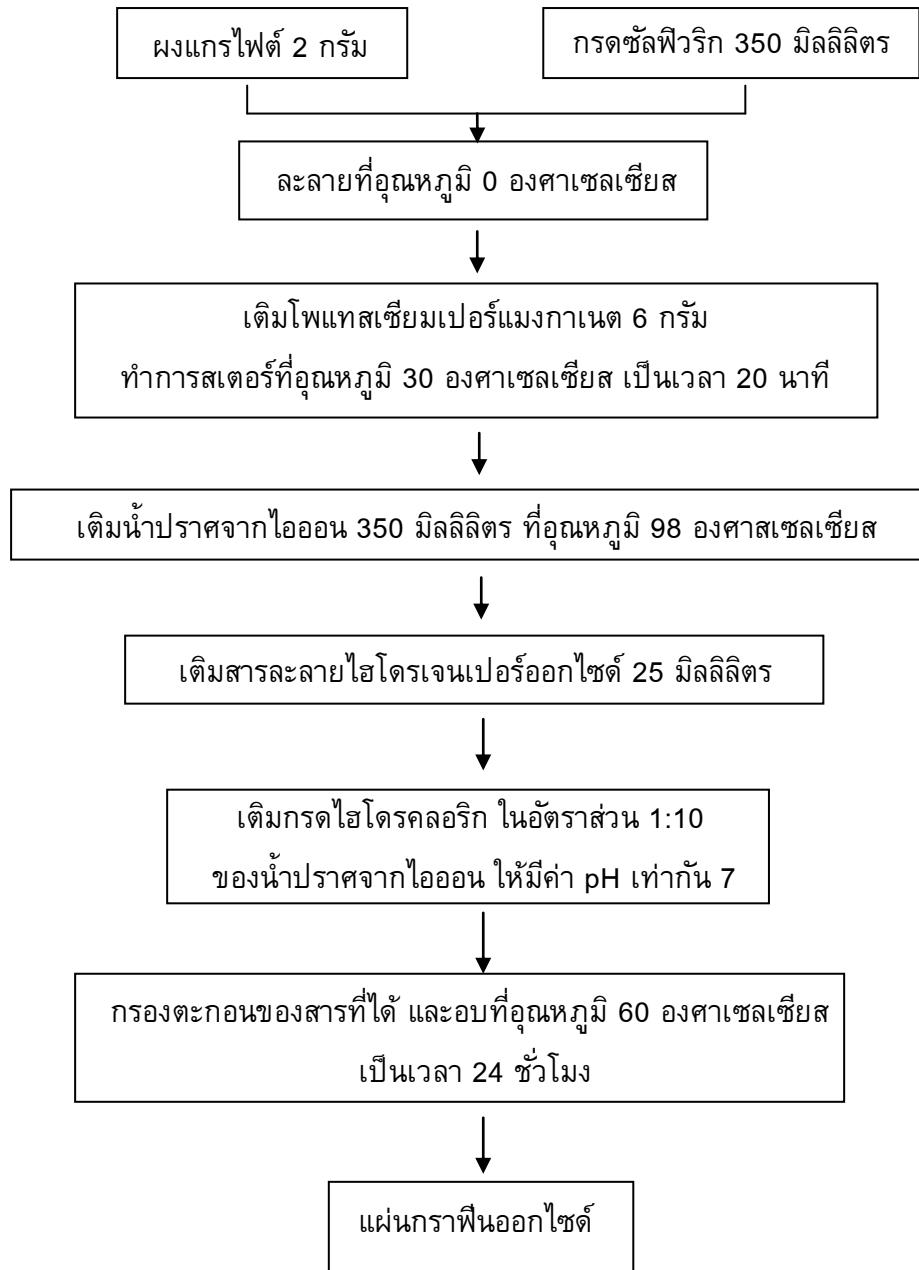 ผงแกรไฟต์ 2 กรัม
กรดซัลฟิวริก 350 มิลลิลิตร
ละลายที่อุณหภูมิ 0 องศาเซลเซียส
เติมโพแทสเซียมเปอร์แมงกาเนต 6 กรัม
ทำการสเตอร์ที่อุณหภูมิ 30 องศาเซลเซียส เป็นเวลา 20 นาที
เติมน้ำปราศจากไอออน 350 มิลลิลิตร ที่อุณหภูมิ 98 องศาสเซลเซียส
เติมสารละลายไฮโดรเจนเปอร์ออกไซด์ 25 มิลลิลิตร
เติมกรดไฮโดรคลอริก ในอัตราส่วน 1:10
ของน้ำปราศจากไอออน ให้มีค่า pH เท่ากัน 7
กรองตะกอนของสารที่ได้ และอบที่อุณหภูมิ 60 องศาเซลเซียส
เป็นเวลา 24 ชั่วโมง
แผ่นกราฟีนออกไซด์